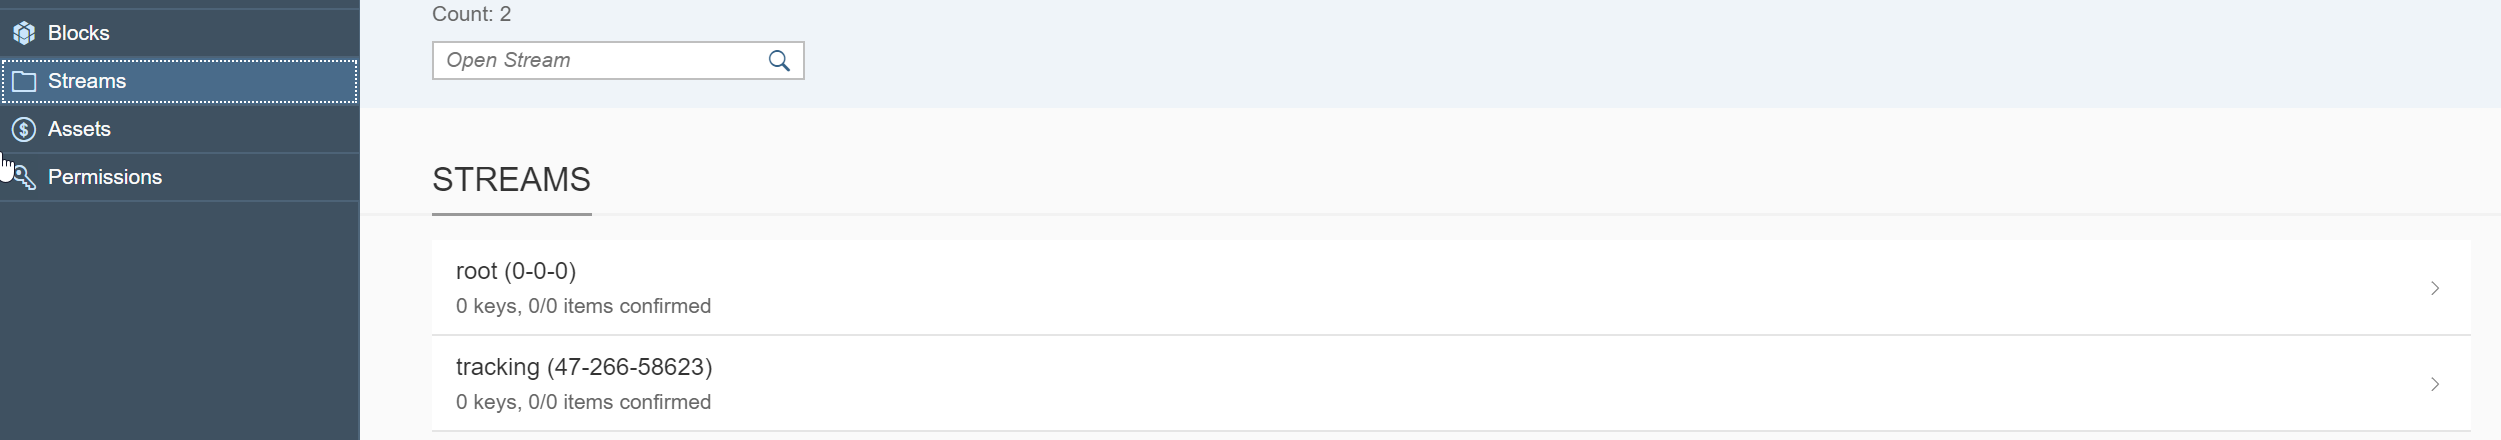 Blocks
Streams
Assets
Permissions
Count: 2
Open Stream
STREAMS
root (0-0-0)
0 keys, 0/0 items confirmed
tracking (47-266-58623)
0 keys, 0/0 items confirmed